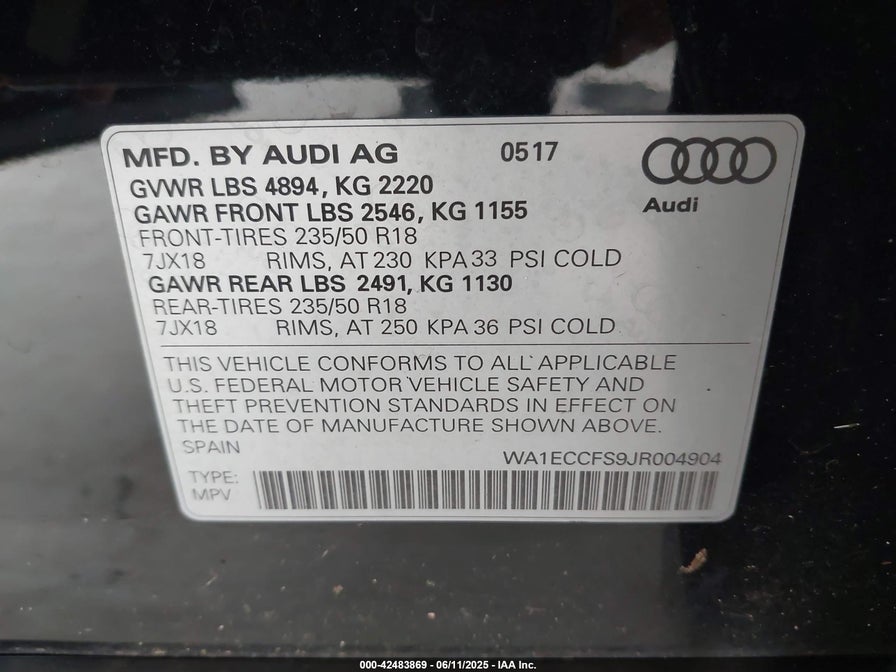 MFD. BY AUDI AG 0517
GVWR LBS 4894, KG 2220
GAWR FRONT LBS 2546, KG 1155
Audi
FRONT-TIRES 235/50 R18
7JX18 RIMS, AT 230 KPA 33 PSI COLD
GAWR REAR LBS 2491, KG 1130
REAR-TIRES 235/50 R18
7JX18 RIMS, AT 250 KPA 36 PSI COLD
THIS VEHICLE CONFORMS TO ALL APPLICABLE
U.S. FEDERAL MOTOR VEHICLE SAFETY AND
THEFT PREVENTION STANDARDS IN EFFECT ON
THE DATE OF MANUFACTURE SHOWN ABOVE.
SPAIN
WA1ECCFS9JR004904
TYPE:
MPV
000-42483869 - 06/11/2025 - IAA Inc.